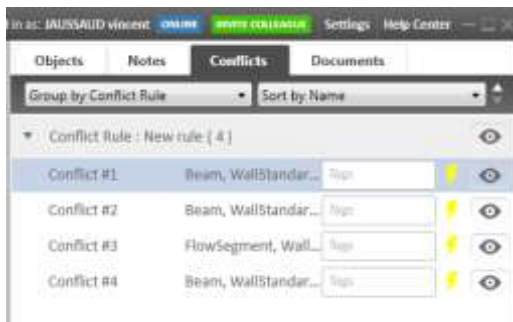 in as: JAUSSAUD vincent ONLINE INVITE COLLEAGUE Settings Help Center
Objects Notes Conflicts Documents
Group by Conflict Rule Sort by Name
Conflict Rule : New rule ( 4 )
Conflict #1 Beam, WallStandar... Tags
Conflict #2 Beam, WallStandar... Tags
Conflict #3 FlowSegment, Wall... Tags
Conflict #4 Beam, WallStandar... Tags